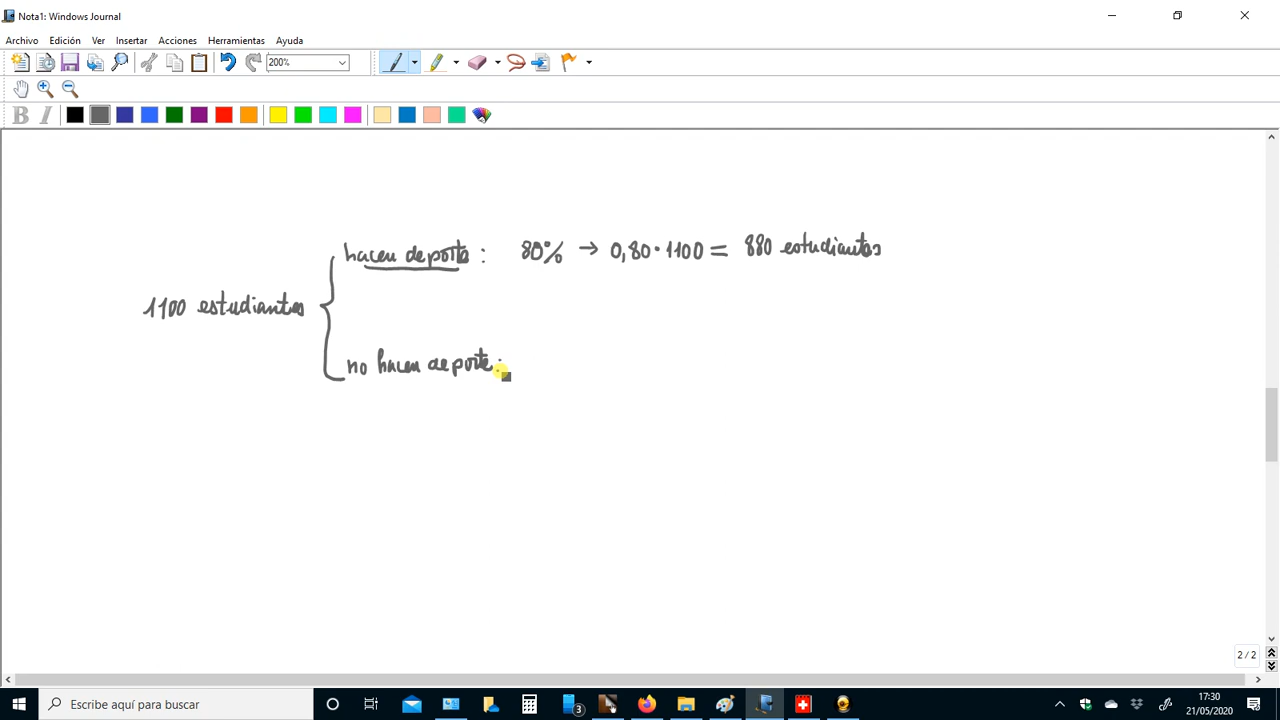 Nota1: Windows Journal
Archivo Edición Ver Insertar Acciones Herramientas Ayuda
200%
B I
hacen deporte : 80% → 0,80 · 1100 = 880 estudiantes
1100 estudiantes
no hacen deporte :
2 / 2
Escribe aquí para buscar
3
17:30
21/05/2020